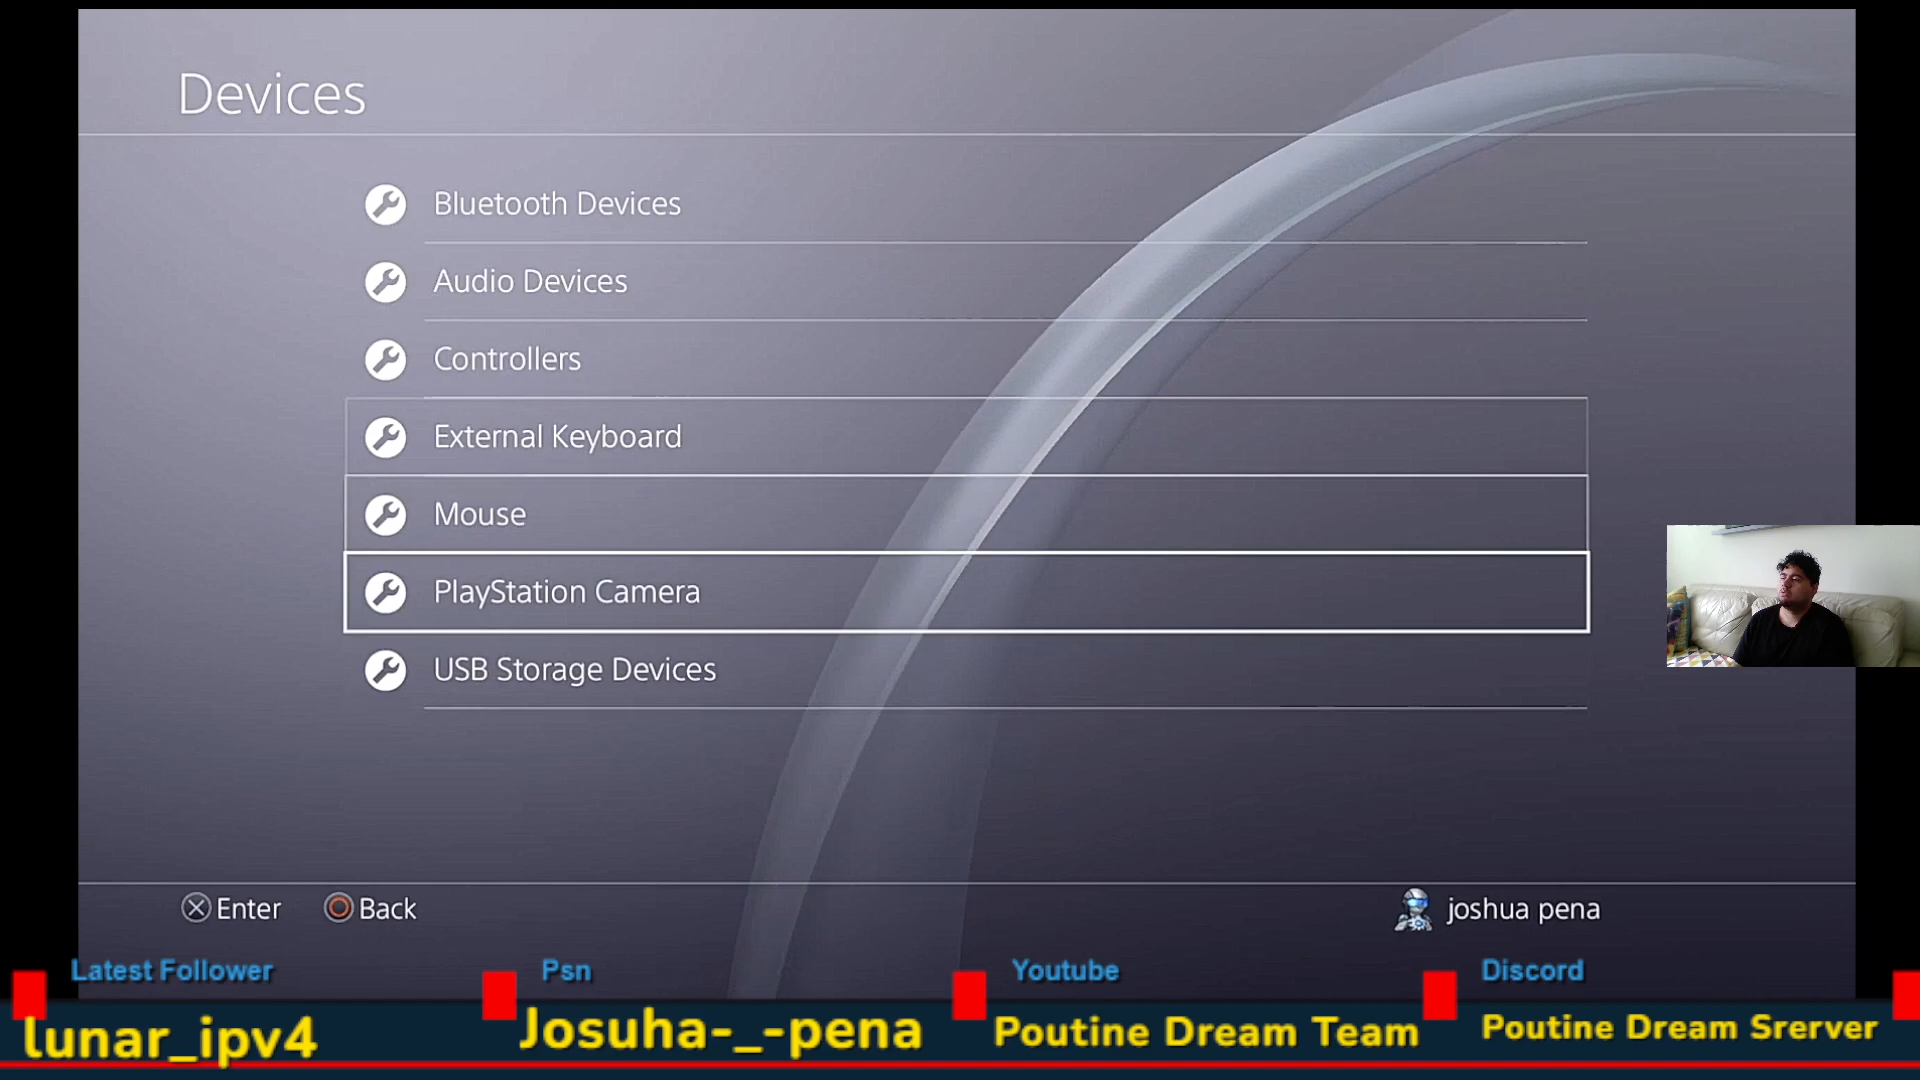 Devices
Bluetooth Devices
Audio Devices
Controllers
External Keyboard
Mouse
PlayStation Camera
USB Storage Devices
Enter Back joshua pena
Latest Follower Psn Youtube Discord
lunar_ipv4 Josuha-_-pena Poutine Dream Team Poutine Dream Srerver